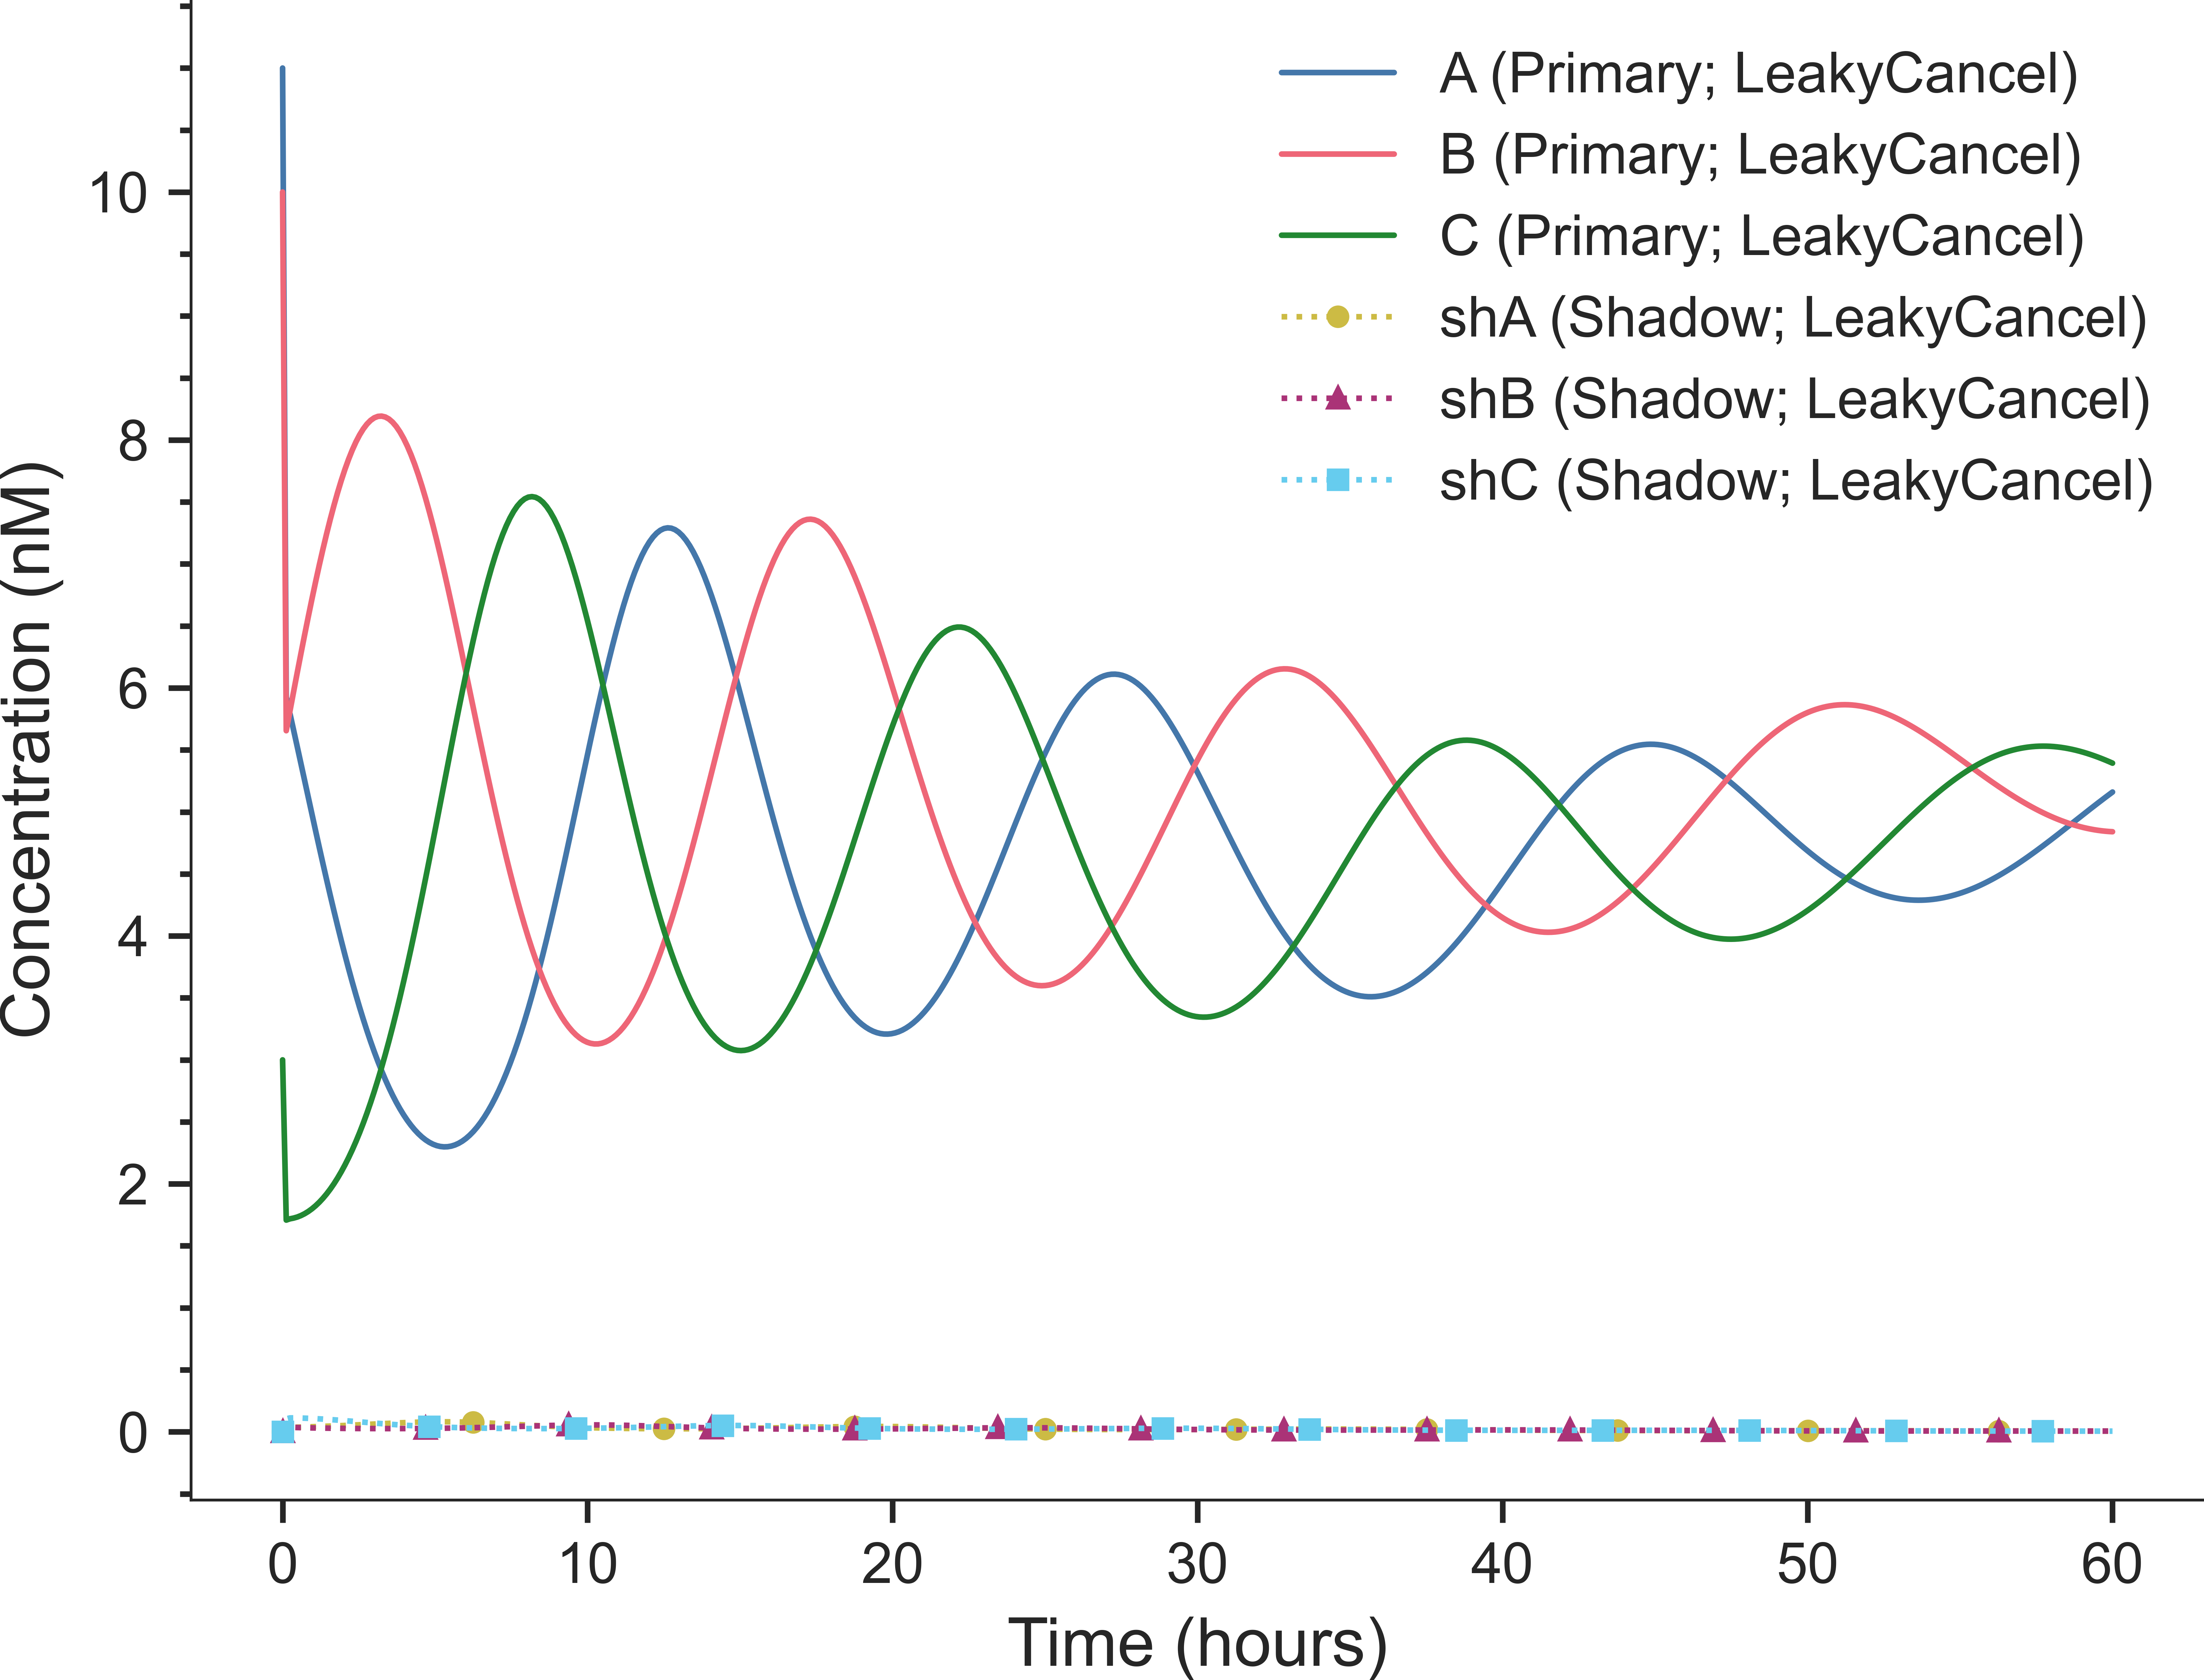 A (Primary; LeakyCancel)
B (Primary; LeakyCancel)
C (Primary; LeakyCancel)
shA (Shadow; LeakyCancel)
shB (Shadow; LeakyCancel)
shC (Shadow; LeakyCancel)
Concentration (nM)
10
8
6
4
2
0
0 10 20 30 40 50 60
Time (hours)